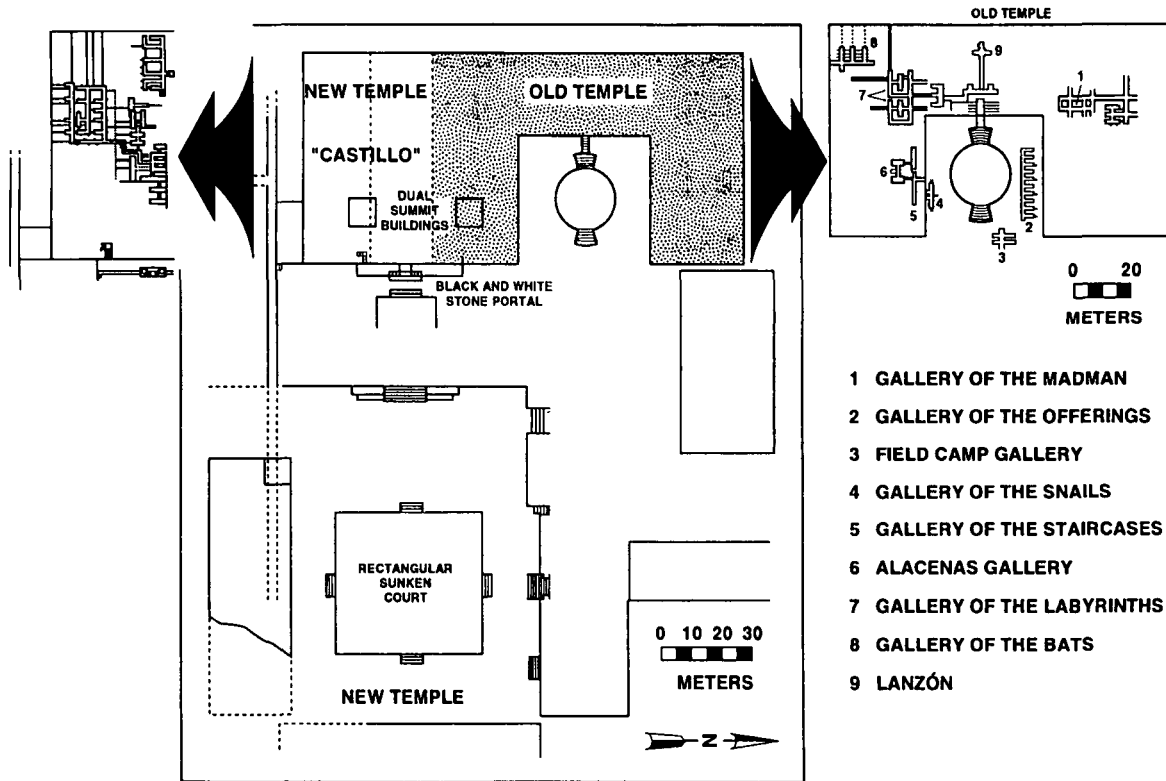 NEW TEMPLE
OLD TEMPLE
"CASTILLO"
DUAL
SUMMIT
BUILDINGS
BLACK AND WHITE
STONE PORTAL
RECTANGULAR
SUNKEN
COURT
NEW TEMPLE
0 10 20 30
METERS
N
OLD TEMPLE
8
9
1
7
6
5
4
2
3
0 20
METERS
1 GALLERY OF THE MADMAN
2 GALLERY OF THE OFFERINGS
3 FIELD CAMP GALLERY
4 GALLERY OF THE SNAILS
5 GALLERY OF THE STAIRCASES
6 ALACENAS GALLERY
7 GALLERY OF THE LABYRINTHS
8 GALLERY OF THE BATS
9 LANZÓN